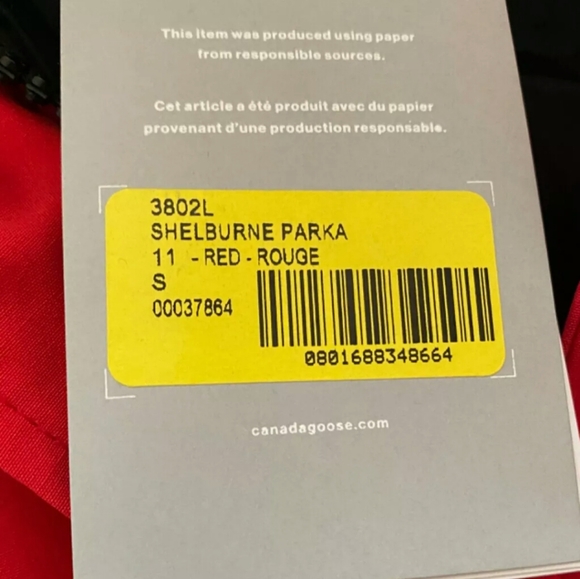 This item was produced using paper
from responsible sources.
Cet article a été produit avec du papier
provenant d'une production responsable.
3802L
SHELBURNE PARKA
11 - RED - ROUGE
S
00037864
0801688348664
canadagoose.com